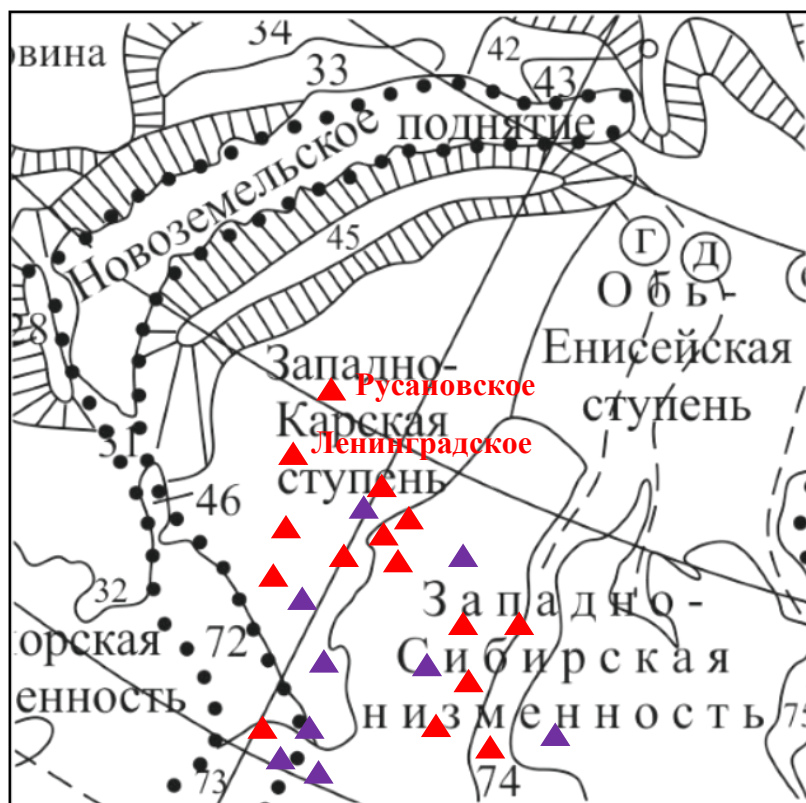 34
42
овина
33
43
поднятие
Новоземельское
45
Г
Д
Обь-
Енисейская
ступень
28
Западно-
Русановское
Карская
Ленинградское
ступень
31
46
32
Западно-
72
орская
Сибирская
енность
низменность
75
73
74